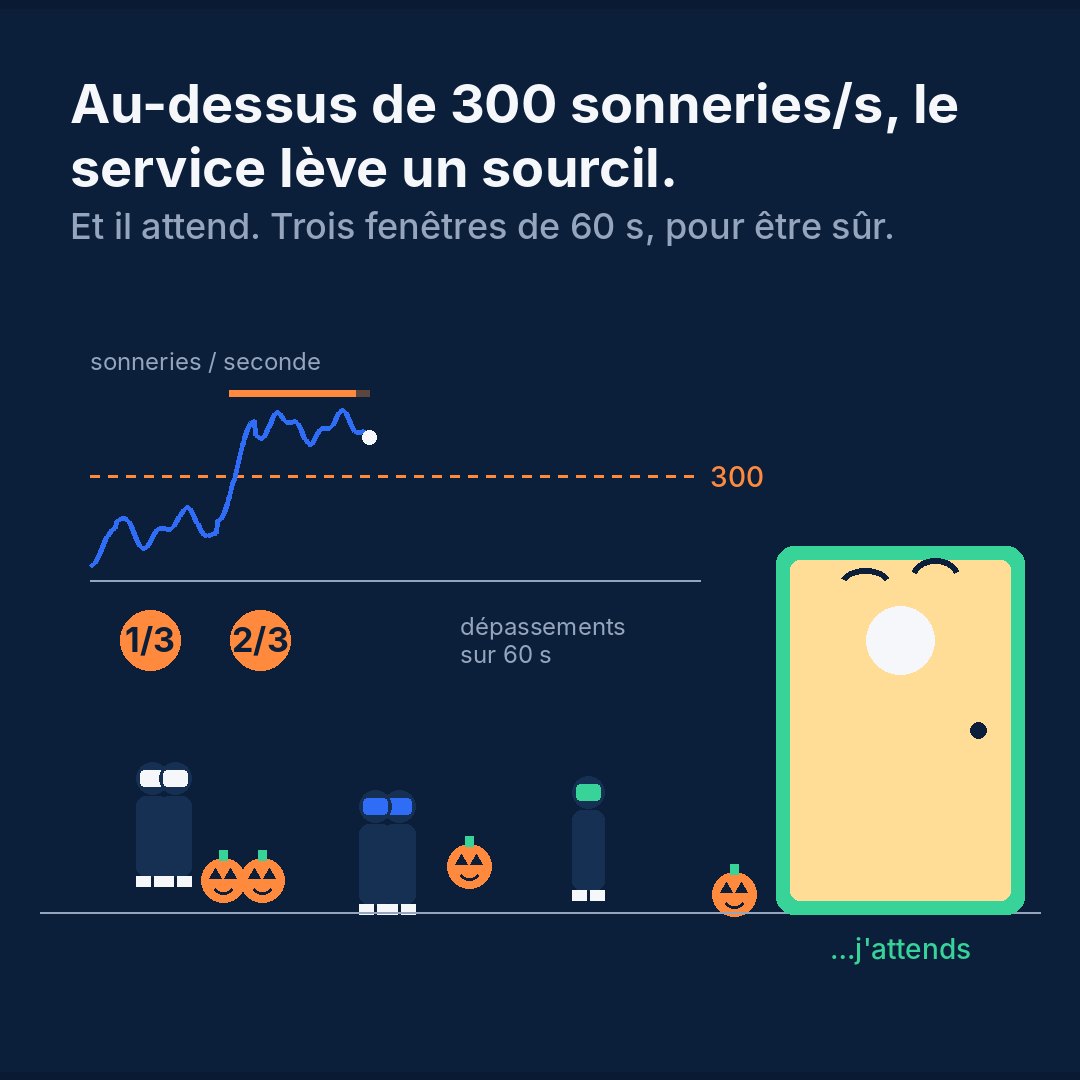 Au-dessus de 300 sonneries/s, le
service lève un sourcil.
Et il attend. Trois fenêtres de 60 s, pour être sûr.
sonneries / seconde
300
1/3
2/3
dépassements
sur 60 s
...j'attends